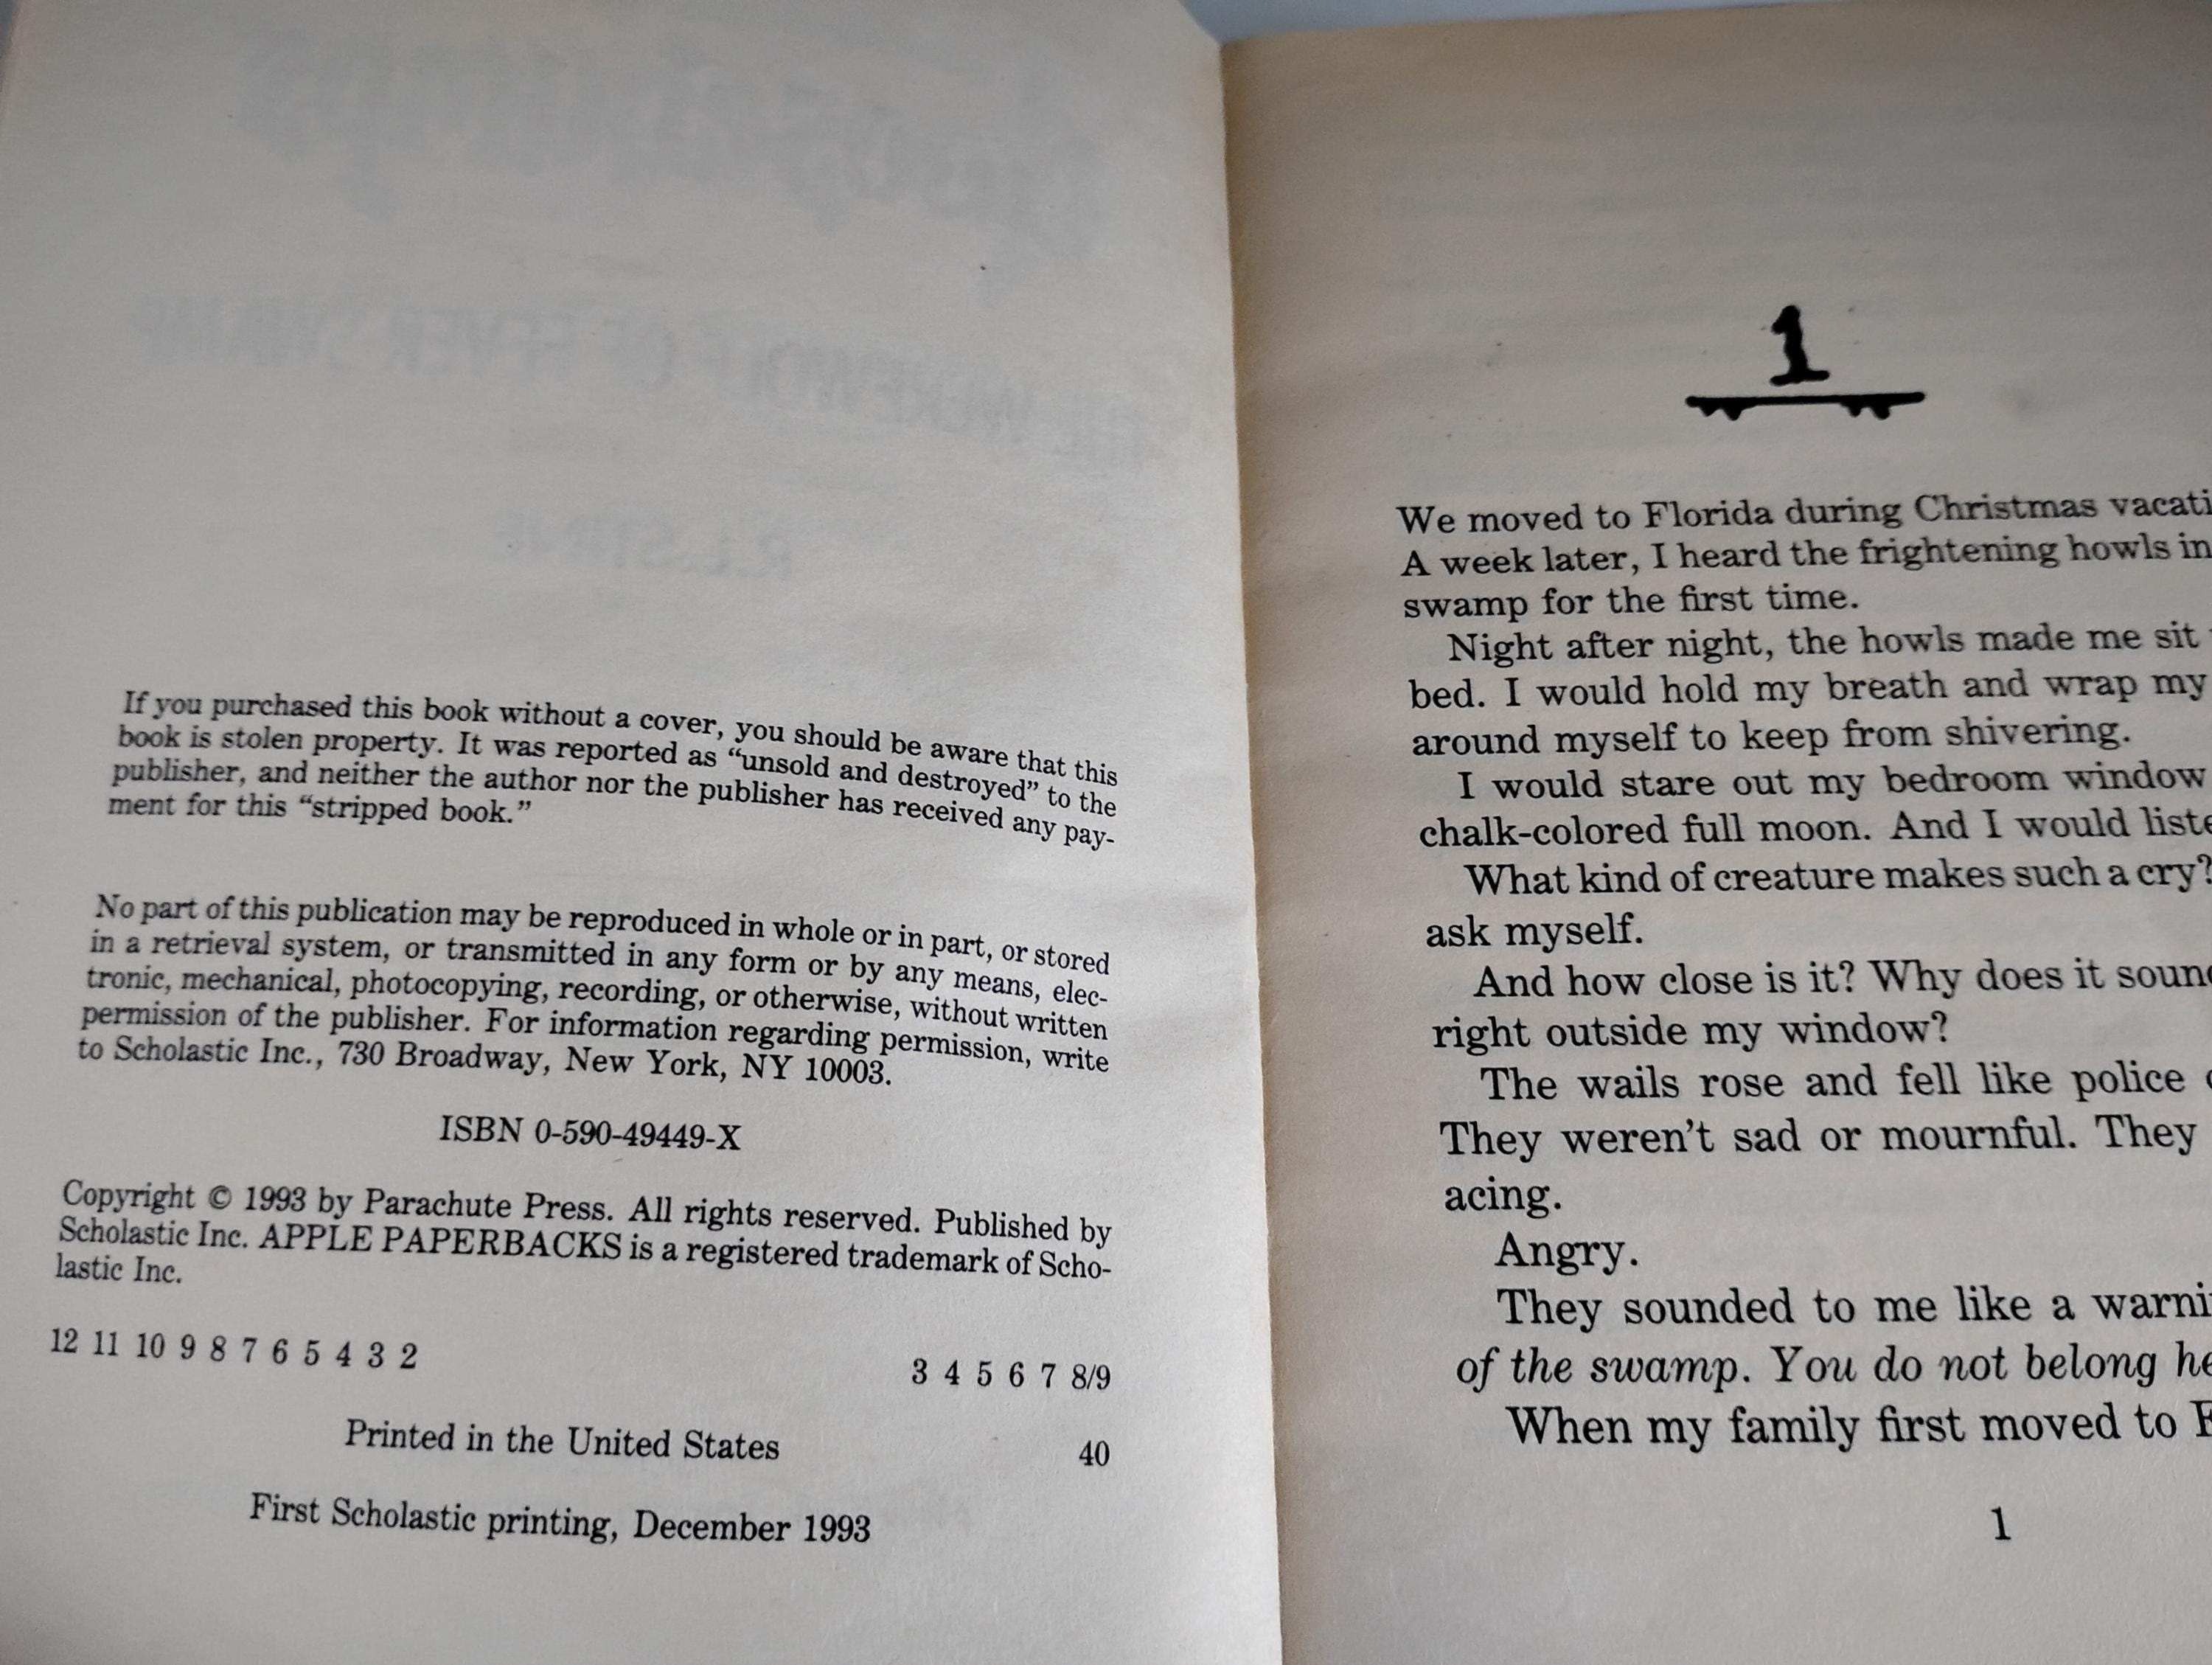 If you purchased this book without a cover, you should be aware that this
book is stolen property. It was reported as “unsold and destroyed” to the
publisher, and neither the author nor the publisher has received any pay-
ment for this “stripped book.”
No part of this publication may be reproduced in whole or in part, or stored
in a retrieval system, or transmitted in any form or by any means, elec-
tronic, mechanical, photocopying, recording, or otherwise, without written
permission of the publisher. For information regarding permission, write
to Scholastic Inc., 730 Broadway, New York, NY 10003.
ISBN 0-590-49449-X
Copyright © 1993 by Parachute Press. All rights reserved. Published by
Scholastic Inc. APPLE PAPERBACKS is a registered trademark of Scho-
lastic Inc.
12 11 10 9 8 7 6 5 4 3 2
3 4 5 6 7 8/9
Printed in the United States
40
First Scholastic printing, December 1993
1
We moved to Florida during Christmas vacati
A week later, I heard the frightening howls in
swamp for the first time.
Night after night, the howls made me sit
bed. I would hold my breath and wrap my
around myself to keep from shivering.
I would stare out my bedroom window
chalk-colored full moon. And I would liste
What kind of creature makes such a cry?
ask myself.
And how close is it? Why does it soun
right outside my window?
The wails rose and fell like police
They weren’t sad or mournful. They
acing.
Angry.
They sounded to me like a warni
of the swamp. You do not belong he
When my family first moved to F
1